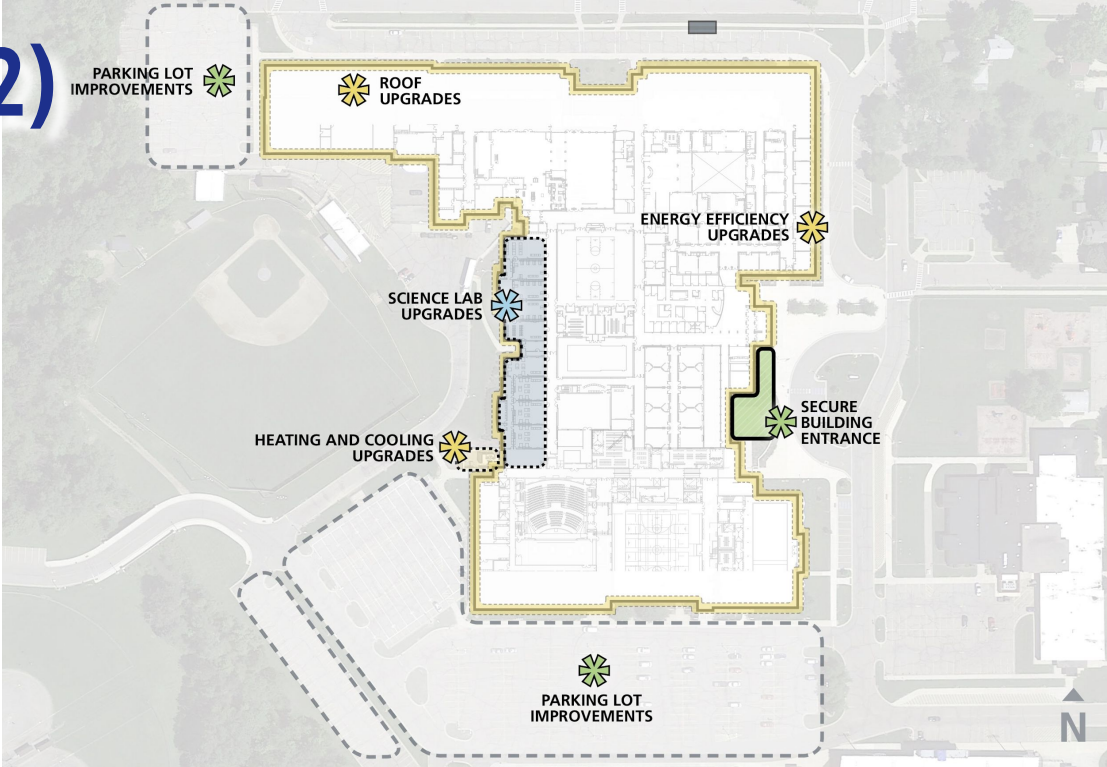 2)
PARKING LOT
IMPROVEMENTS
ROOF
UPGRADES
ENERGY EFFICIENCY
UPGRADES
SCIENCE LAB
UPGRADES
SECURE
BUILDING
ENTRANCE
HEATING AND COOLING
UPGRADES
PARKING LOT
IMPROVEMENTS
N